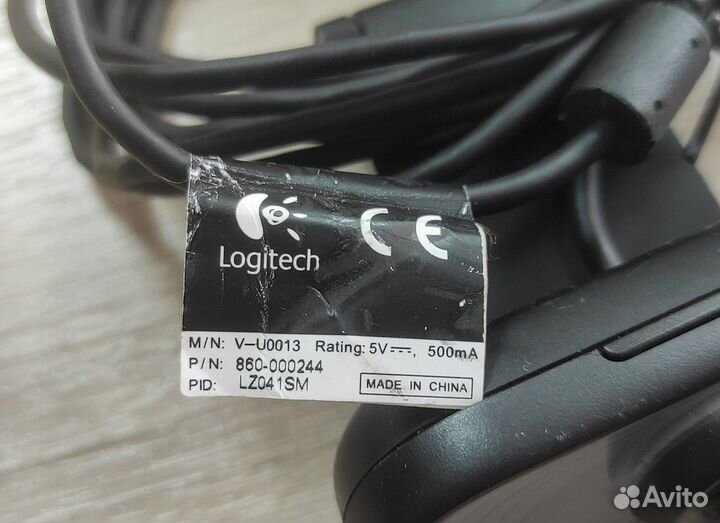 Logitech
CE
M/N: V-U0013 Rating: 5V⎓, 500mA
P/N: 860-000244
PID: LZ041SM
MADE IN CHINA
Avito